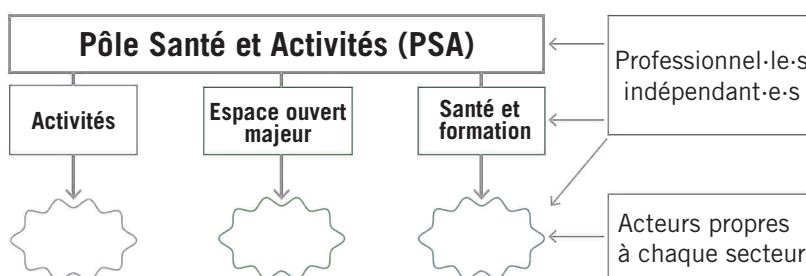 Pôle Santé et Activités (PSA)
Professionnel·le·s
indépendant·e·s
Activités
Espace ouvert
majeur
Santé et
formation
Acteurs propres
à chaque secteur